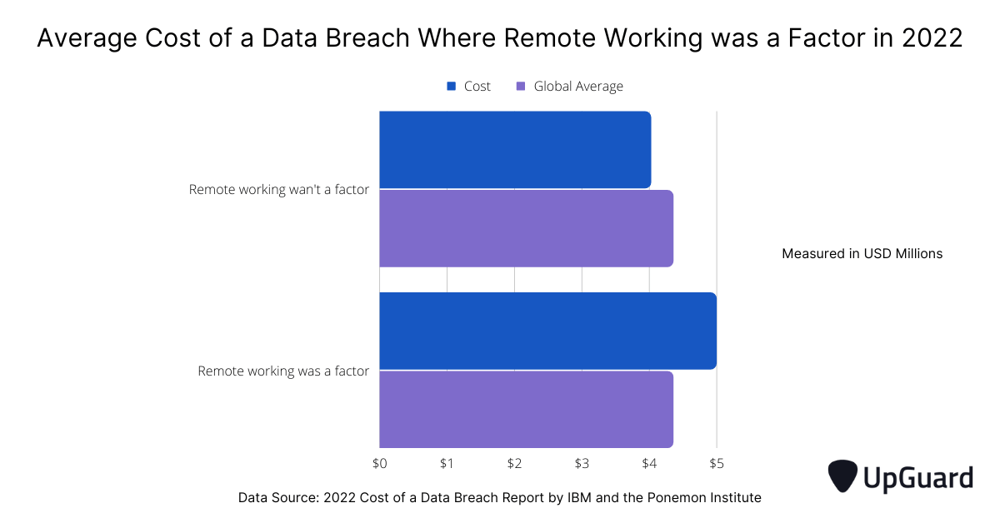 Average Cost of a Data Breach Where Remote Working was a Factor in 2022
Cost Global Average
Remote working wan't a factor
Measured in USD Millions
Remote working was a factor
$0 $1 $2 $3 $4 $5
UpGuard
Data Source: 2022 Cost of a Data Breach Report by IBM and the Ponemon Institute